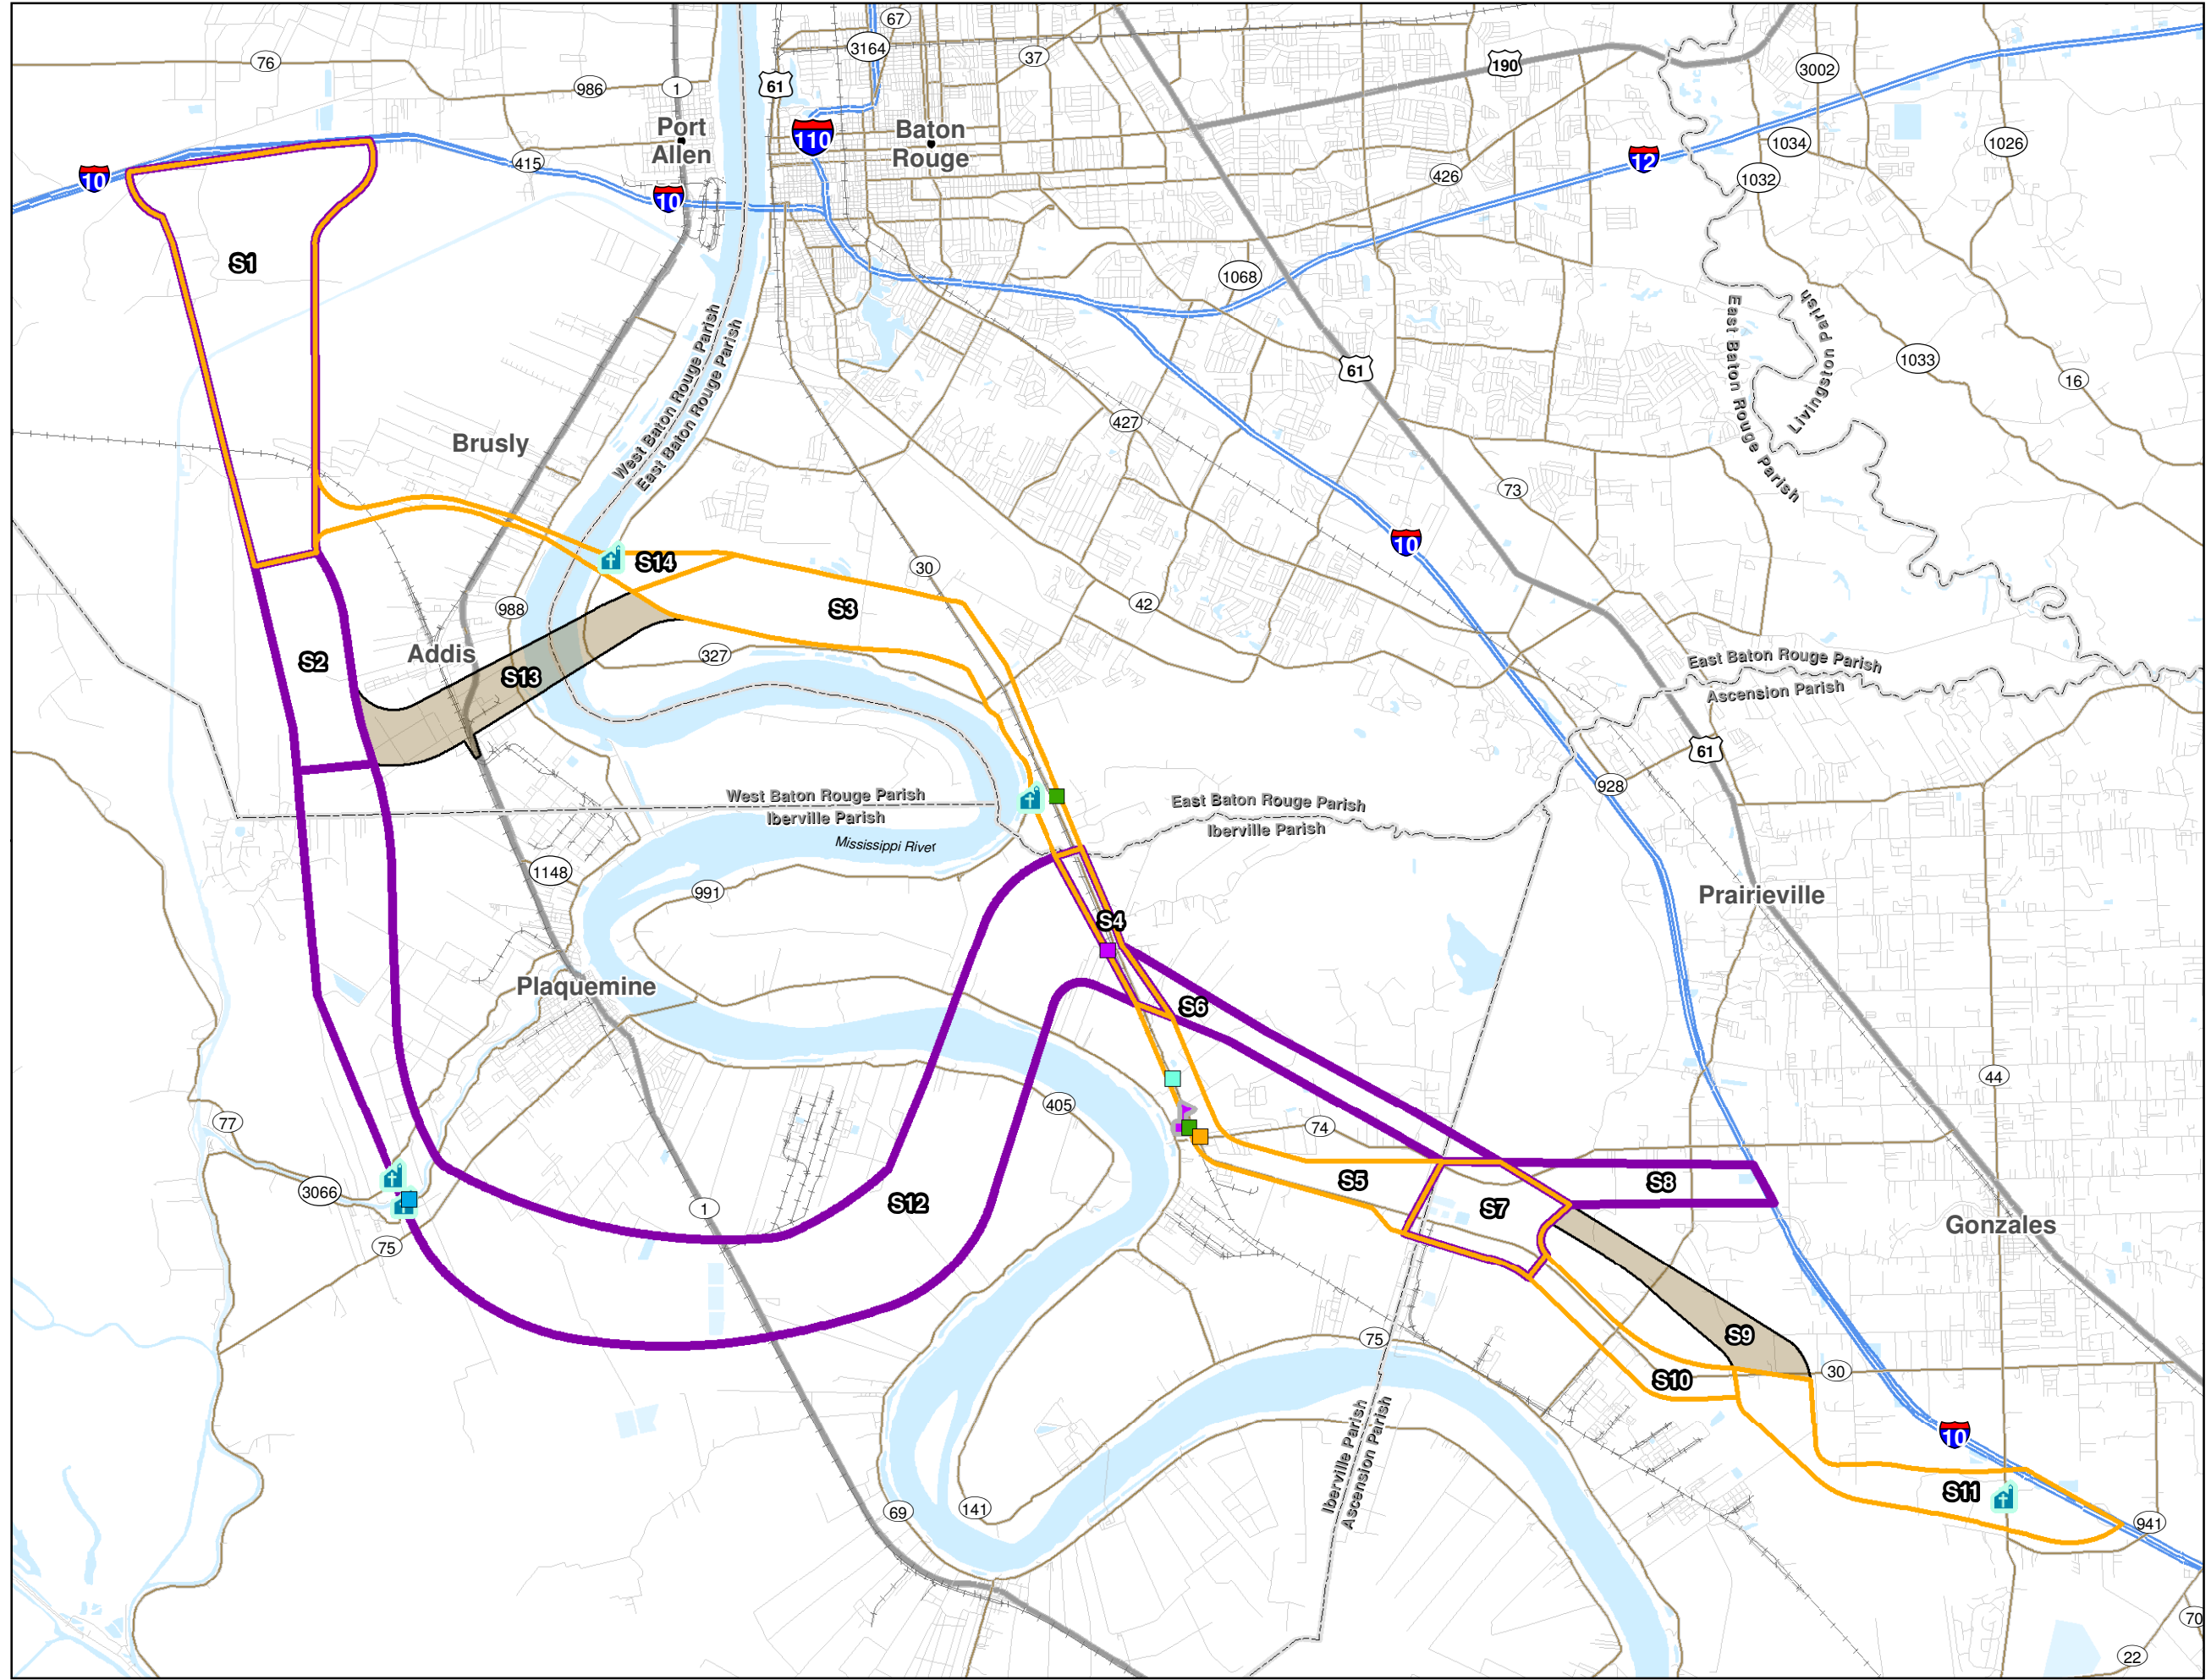 67
3164
37
76
986
1
61
190
3002
110
Port
Allen
Baton
Rouge
415
10
10
12
1034
1026
426
1032
S1
1068
West Baton Rouge Parish
East Baton Rouge Parish
East Baton Rouge Parish
Livingston Parish
61
1033
16
427
Brusly
73
10
S14
30
988
S3
42
Addis
S2
327
S13
East Baton Rouge Parish
Ascension Parish
61
928
West Baton Rouge Parish
Iberville Parish
East Baton Rouge Parish
Iberville Parish
Mississippi River
1148
991
Prairieville
S4
Plaquemine
S6
44
77
405
74
3066
S5
S8
1
S12
S7
Gonzales
75
75
S9
S10
30
Iberville Parish
Ascension Parish
10
S11
69
141
941
70
22